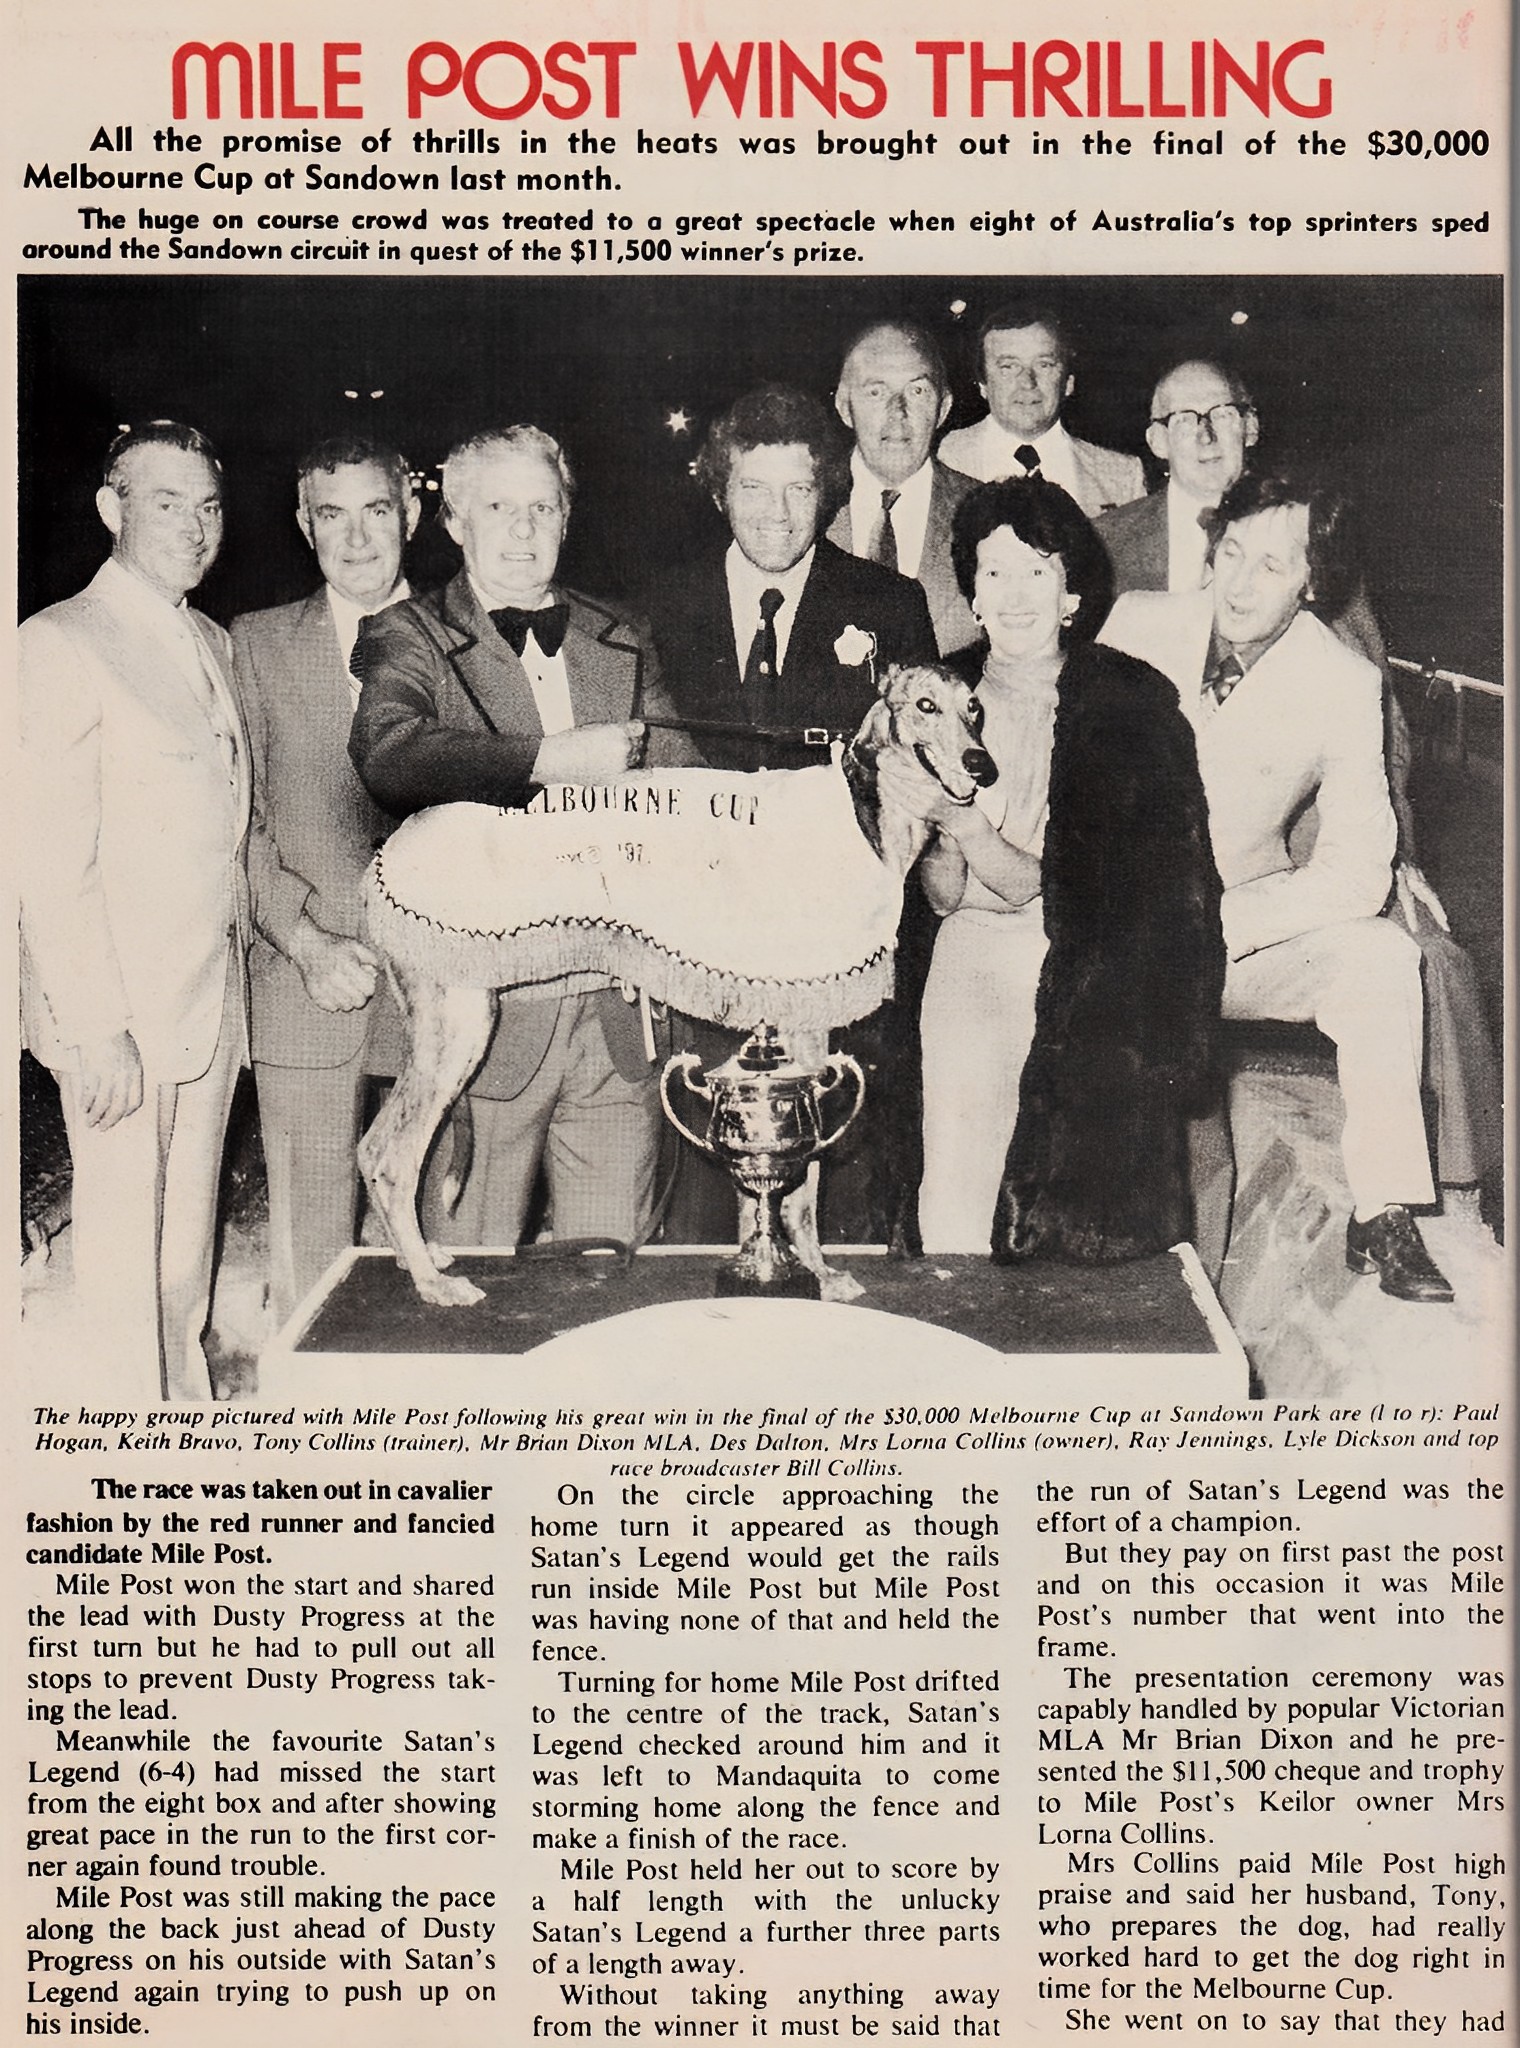 MILE POST WINS THRILLING
All the promise of thrills in the heats was brought out in the final of the $30,000
Melbourne Cup at Sandown last month.
The huge on course crowd was treated to a great spectacle when eight of Australia's top sprinters sped
around the Sandown circuit in quest of the $11,500 winner's prize.
MELBOURNE CUP
The happy group pictured with Mile Post following his great win in the final of the $30,000 Melbourne Cup at Sandown Park are (l to r): Paul
Hogan, Keith Bravo, Tony Collins (trainer), Mr Brian Dixon MLA, Des Dalton, Mrs Lorna Collins (owner), Ray Jennings, Lyle Dickson and top
race broadcaster Bill Collins.
The race was taken out in cavalier
fashion by the red runner and fancied
candidate Mile Post.
Mile Post won the start and shared
the lead with Dusty Progress at the
first turn but he had to pull out all
stops to prevent Dusty Progress tak-
ing the lead.
Meanwhile the favourite Satan's
Legend (6-4) had missed the start
from the eight box and after showing
great pace in the run to the first cor-
ner again found trouble.
Mile Post was still making the pace
along the back just ahead of Dusty
Progress on his outside with Satan's
Legend again trying to push up on
his inside.
On the circle approaching the
home turn it appeared as though
Satan's Legend would get the rails
run inside Mile Post but Mile Post
was having none of that and held the
fence.
Turning for home Mile Post drifted
to the centre of the track, Satan's
Legend checked around him and it
was left to Mandaquita to come
storming home along the fence and
make a finish of the race.
Mile Post held her out to score by
a half length with the unlucky
Satan's Legend a further three parts
of a length away.
Without taking anything away
from the winner it must be said that
the run of Satan's Legend was the
effort of a champion.
But they pay on first past the post
and on this occasion it was Mile
Post's number that went into the
frame.
The presentation ceremony was
capably handled by popular Victorian
MLA Mr Brian Dixon and he pre-
sented the $11,500 cheque and trophy
to Mile Post's Keilor owner Mrs
Lorna Collins.
Mrs Collins paid Mile Post high
praise and said her husband, Tony,
who prepares the dog, had really
worked hard to get the dog right in
time for the Melbourne Cup.
She went on to say that they had